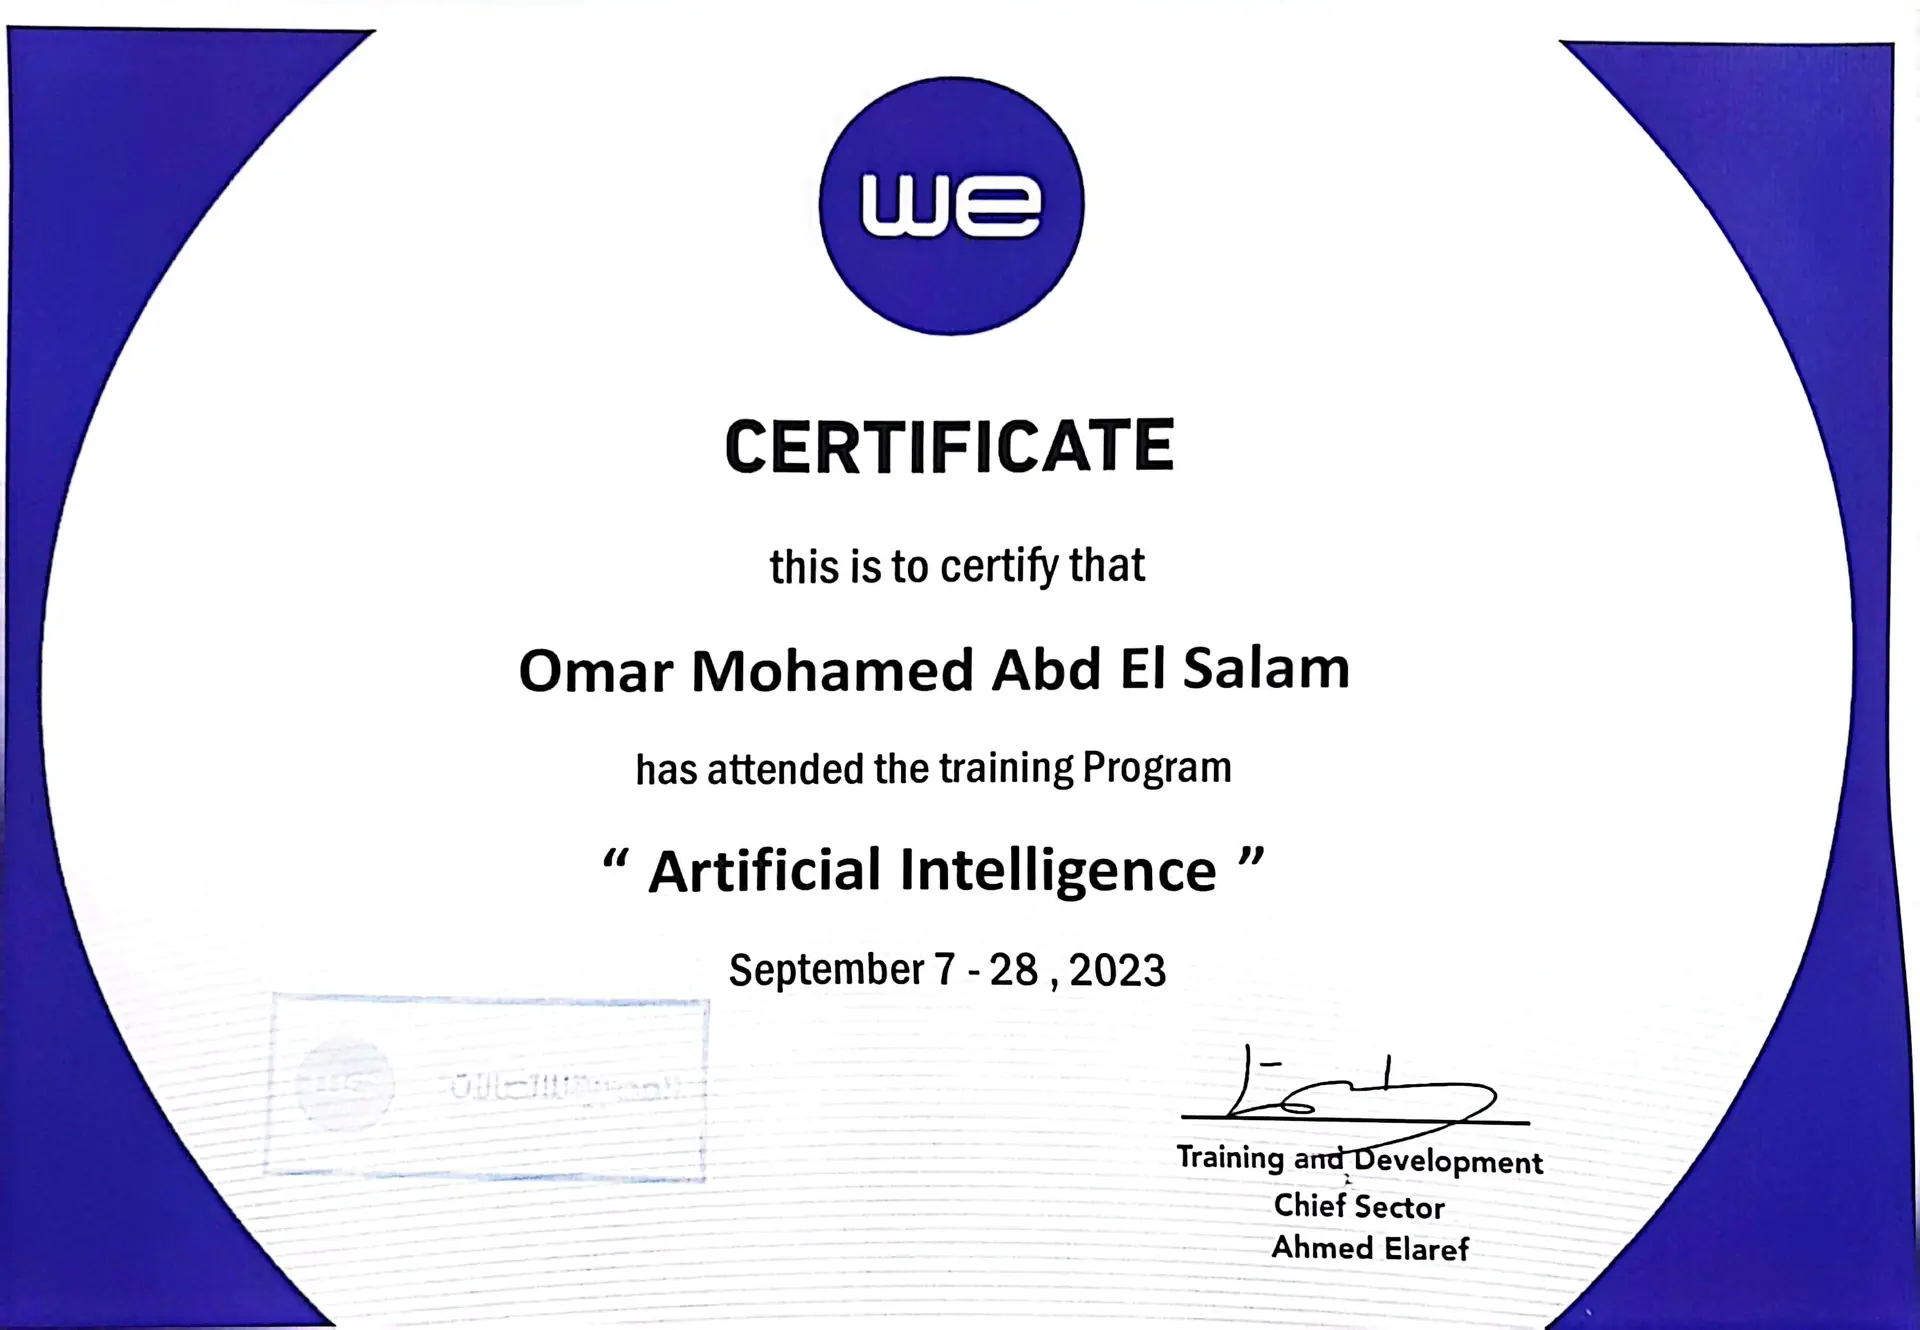 we
CERTIFICATE
this is to certify that
Omar Mohamed Abd El Salam
has attended the training Program
“ Artificial Intelligence ”
September 7 - 28 , 2023
Training and Development
Chief Sector
Ahmed Elaref